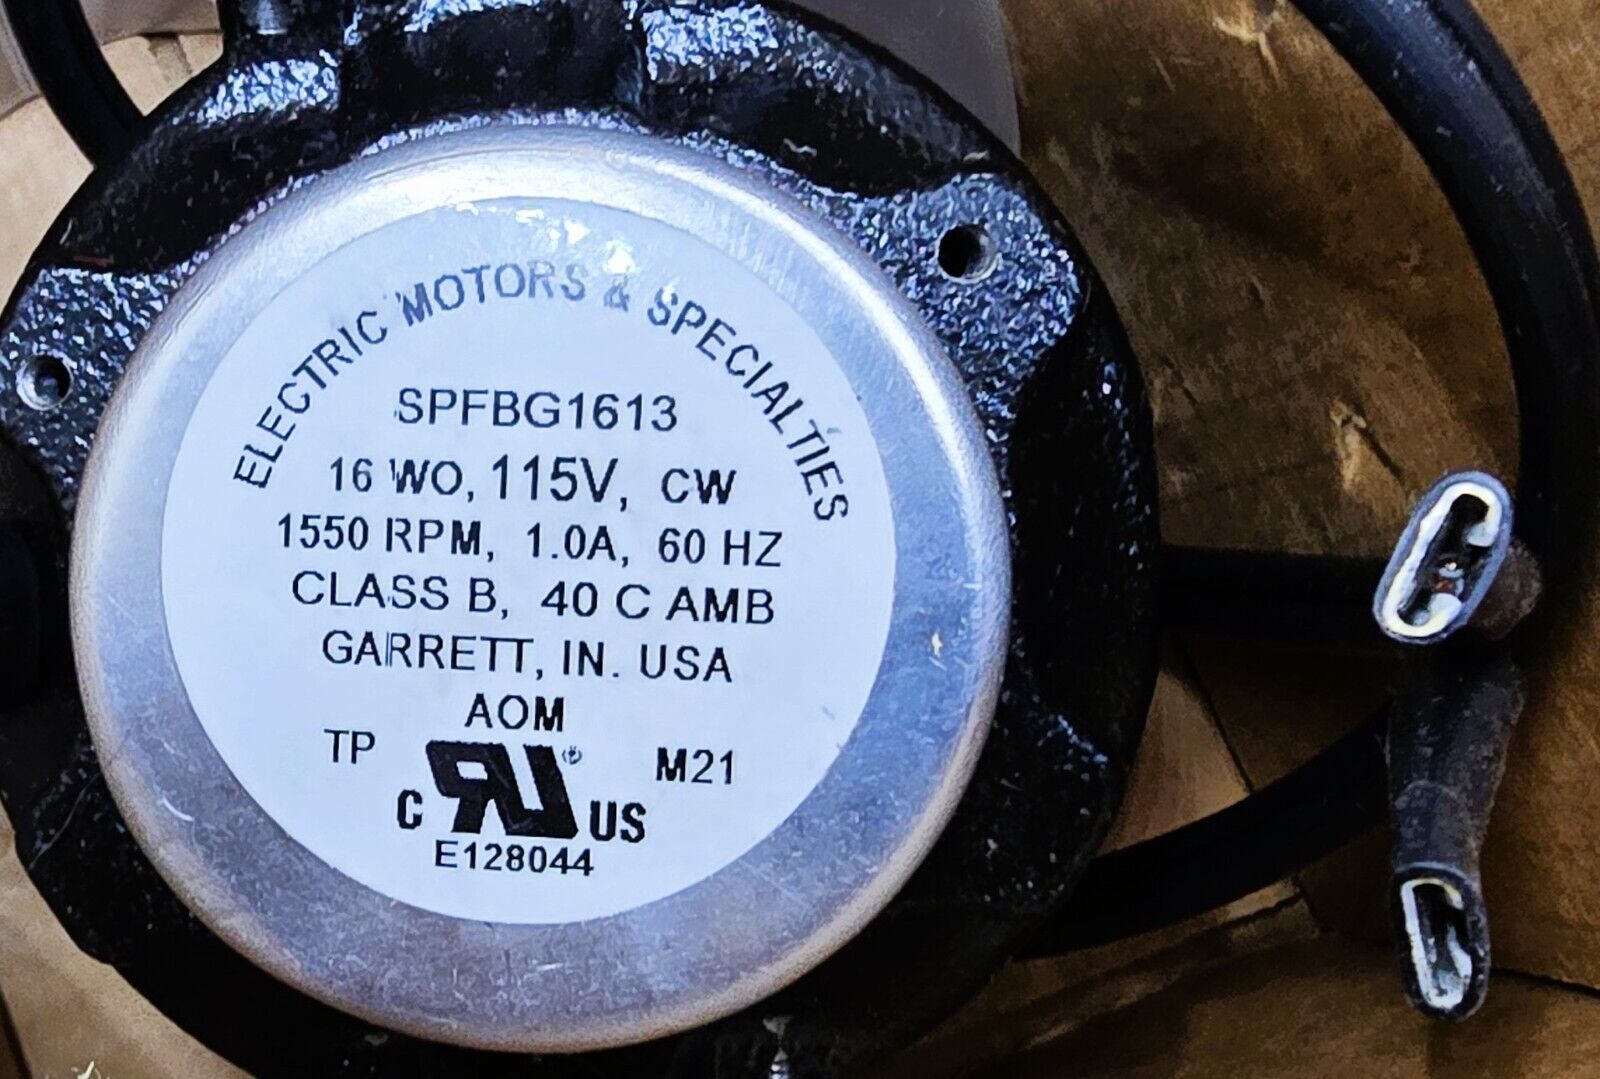 ELECTRIC MOTORS & SPECIALTIES
SPFBG1613
16 WO, 115V, CW
1550 RPM, 1.0A, 60 HZ
CLASS B, 40 C AMB
GARRETT, IN. USA
AOM
TP RU® M21
C US
E128044